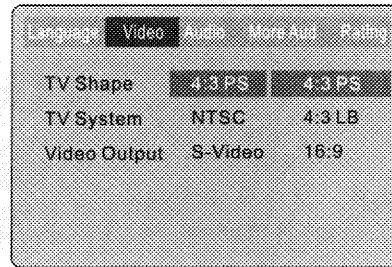 Language Video Audio More Aud Rating
TV Shape 4:3 PS 4:3 PS
TV System NTSC 4:3 LB
Video Output S-Video 16:9